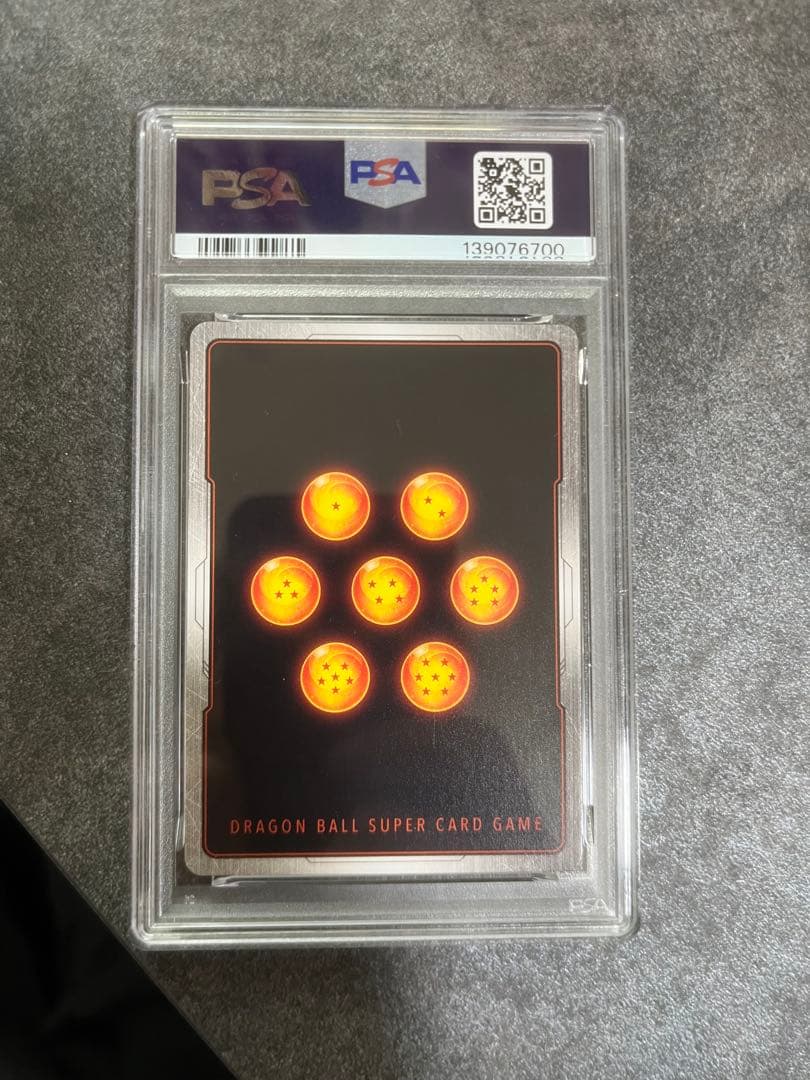 PSA
PSA
139076700
DRAGON BALL SUPER CARD GAME
PSA